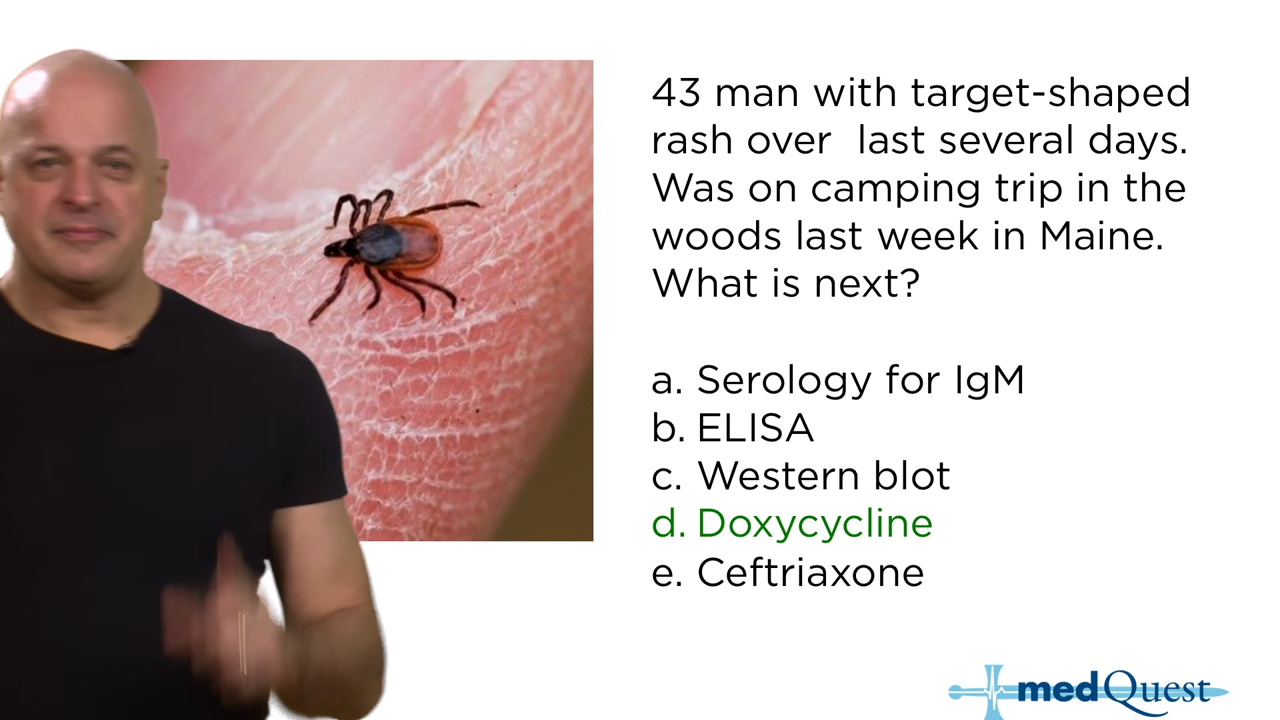 43 man with target-shaped
rash over  last several days.
Was on camping trip in the
woods last week in Maine.
What is next?
a. Serology for IgM
b. ELISA
c. Western blot
d. Doxycycline
e. Ceftriaxone
medQuest